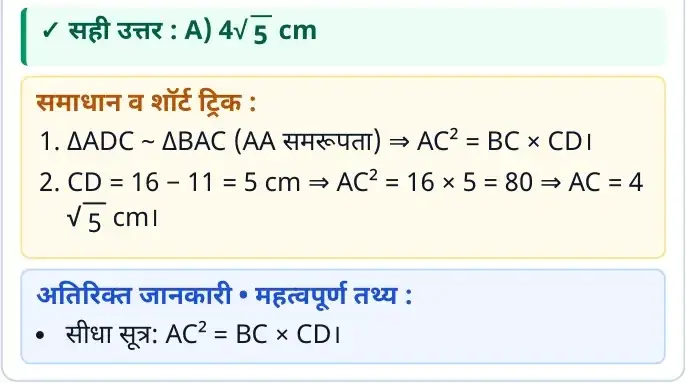 ✓ सही उत्तर : A) 4√5 cm
समाधान व शॉर्ट ट्रिक :
1. ΔADC ~ ΔBAC (AA समरूपता) ⇒ AC² = BC × CD।
2. CD = 16 − 11 = 5 cm ⇒ AC² = 16 × 5 = 80 ⇒ AC = 4
√5 cm।
अतिरिक्त जानकारी • महत्वपूर्ण तथ्य :
• सीधा सूत्र: AC² = BC × CD।